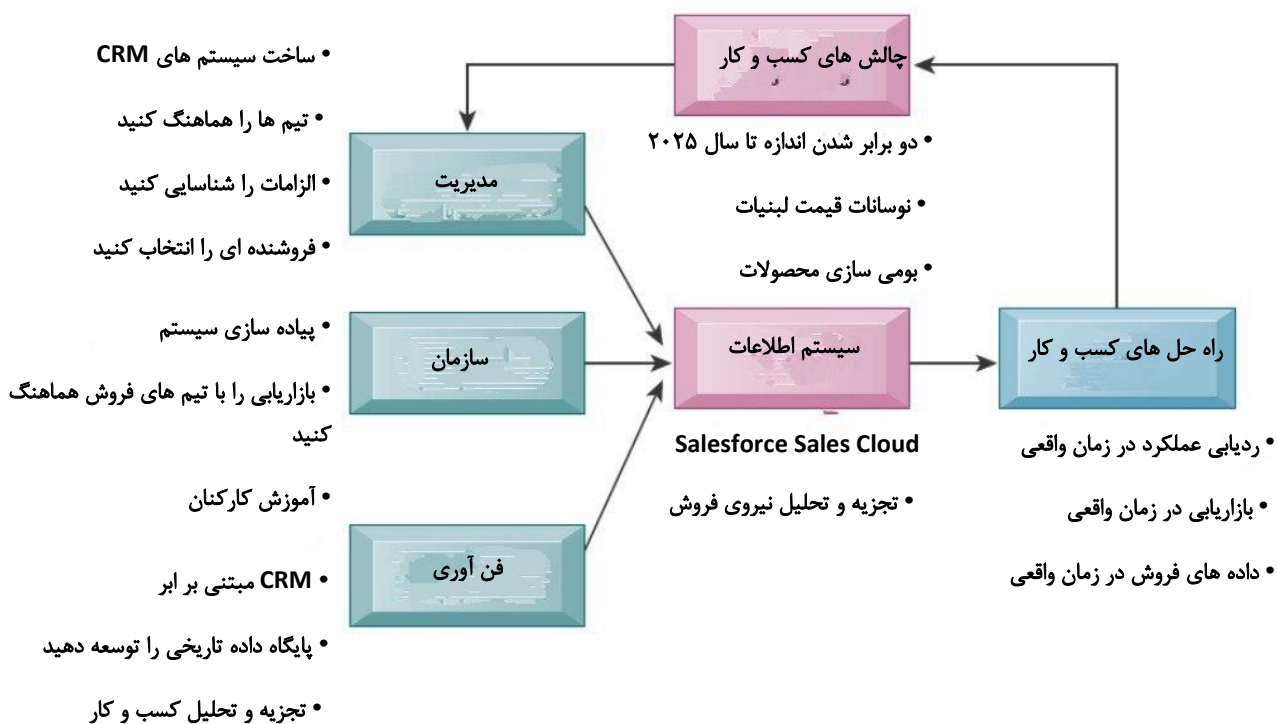 چالش های کسب و کار
• دو برابر شدن اندازه تا سال ۲۰۲۵
• نوسانات قیمت لبنیات
• بومی سازی محصولات
• ساخت سیستم های CRM
• تیم ها را هماهنگ کنید
• الزامات را شناسایی کنید
• فروشنده ای را انتخاب کنید
مدیریت
• پیاده سازی سیستم
• بازاریابی را با تیم های فروش هماهنگ
کنید
• آموزش کارکنان
سازمان
• CRM مبتنی بر ابر
• پایگاه داده تاریخی را توسعه دهید
• تجزیه و تحلیل کسب و کار
فن آوری
سیستم اطلاعات
Salesforce Sales Cloud
• تجزیه و تحلیل نیروی فروش
راه حل های کسب و کار
• ردیابی عملکرد در زمان واقعی
• بازاریابی در زمان واقعی
• داده های فروش در زمان واقعی